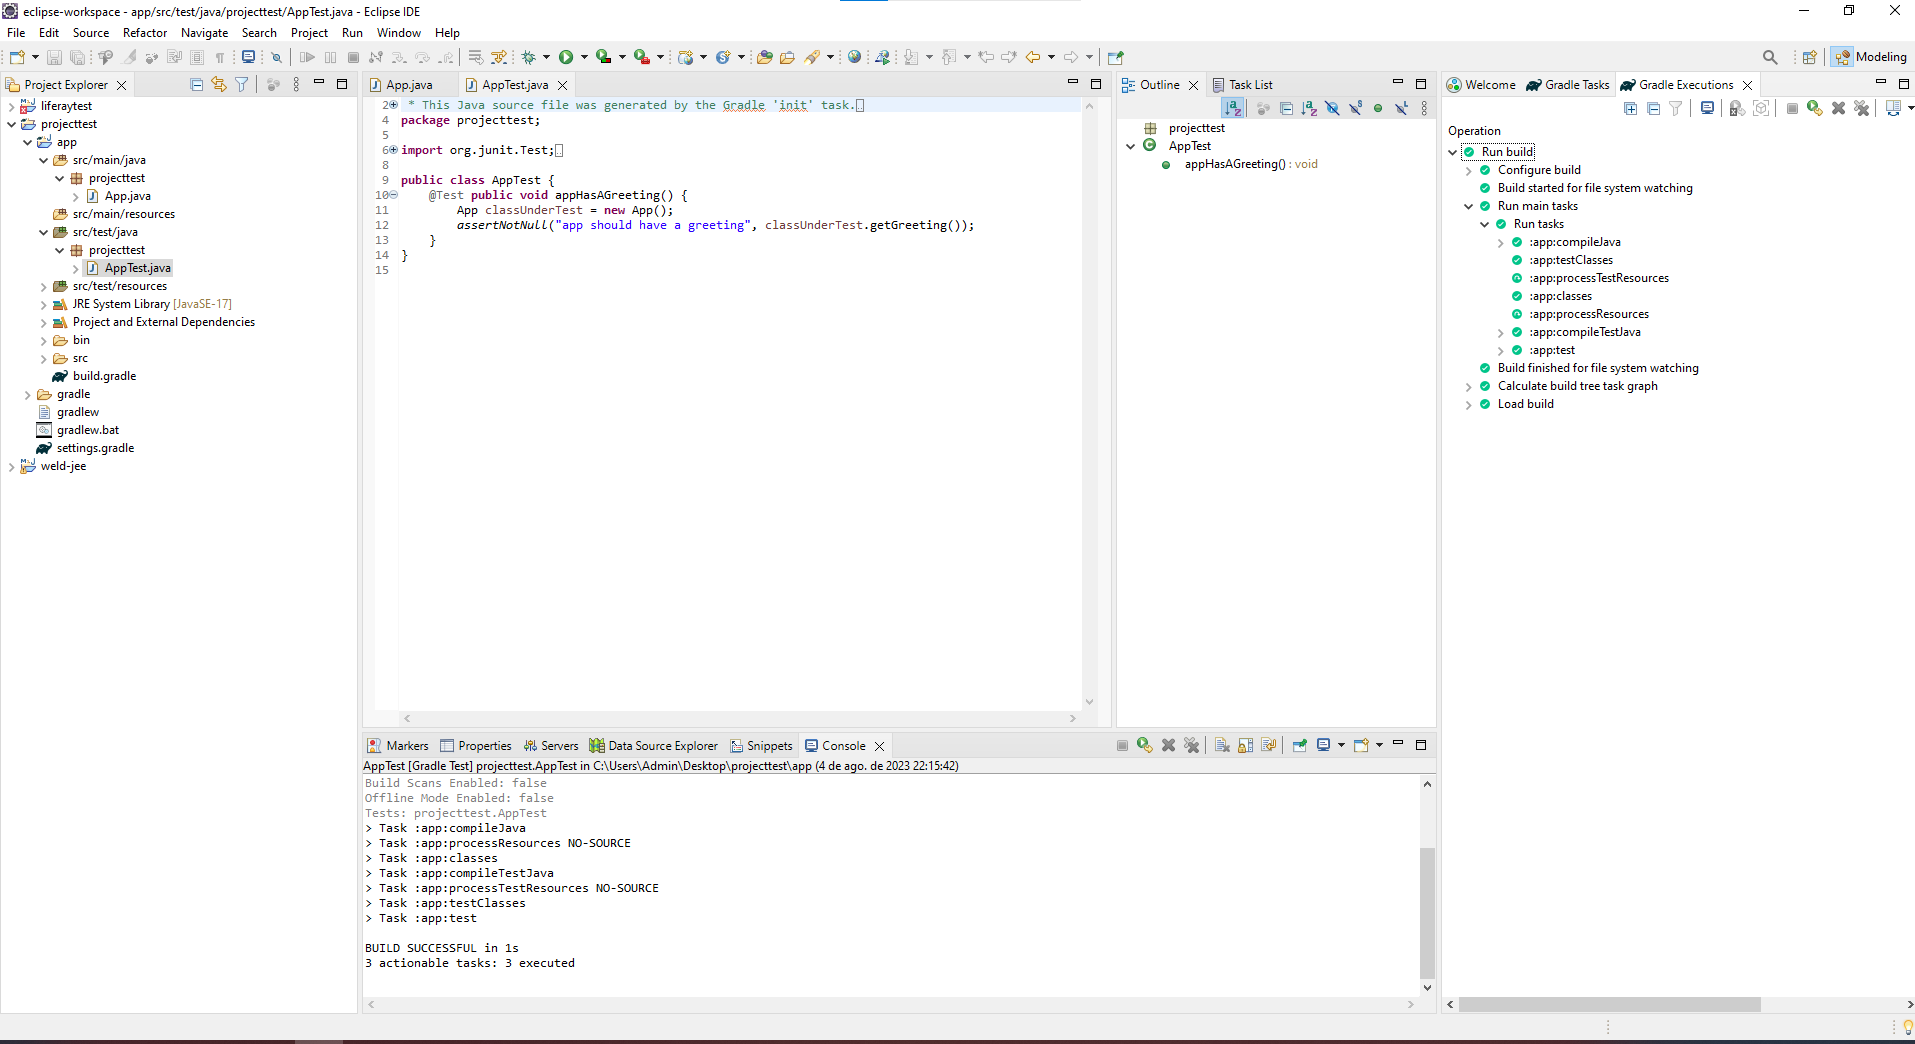 eclipse-workspace - app/src/test/java/projecttest/AppTest.java - Eclipse IDE
File Edit Source Refactor Navigate Search Project Run Window Help
Modeling
Project Explorer
liferaytest
projecttest
app
src/main/java
projecttest
App.java
src/main/resources
src/test/java
projecttest
AppTest.java
src/test/resources
JRE System Library [JavaSE-17]
Project and External Dependencies
bin
src
build.gradle
gradle
gradlew
gradlew.bat
settings.gradle
weld-jee
App.java AppTest.java
2 * This Java source file was generated by the Gradle 'init' task.
4 package projecttest;
5
6 import org.junit.Test;
8
9 public class AppTest {
10 @Test public void appHasAGreeting() {
11 App classUnderTest = new App();
12 assertNotNull("app should have a greeting", classUnderTest.getGreeting());
13 }
14 }
15
Outline Task List
projecttest
AppTest
appHasAGreeting() : void
Welcome Gradle Tasks Gradle Executions
Operation
Run build
Configure build
Build started for file system watching
Run main tasks
Run tasks
:app:compileJava
:app:testClasses
:app:processTestResources
:app:classes
:app:processResources
:app:compileTestJava
:app:test
Build finished for file system watching
Calculate build tree task graph
Load build
Markers Properties Servers Data Source Explorer Snippets Console
AppTest [Gradle Test] projecttest.AppTest in C:\Users\Admin\Desktop\projecttest\app (4 de ago. de 2023 22:15:42)
Build Scans Enabled: false
Offline Mode Enabled: false
Tests: projecttest.AppTest
> Task :app:compileJava
> Task :app:processResources NO-SOURCE
> Task :app:classes
> Task :app:compileTestJava
> Task :app:processTestResources NO-SOURCE
> Task :app:testClasses
> Task :app:test
BUILD SUCCESSFUL in 1s
3 actionable tasks: 3 executed